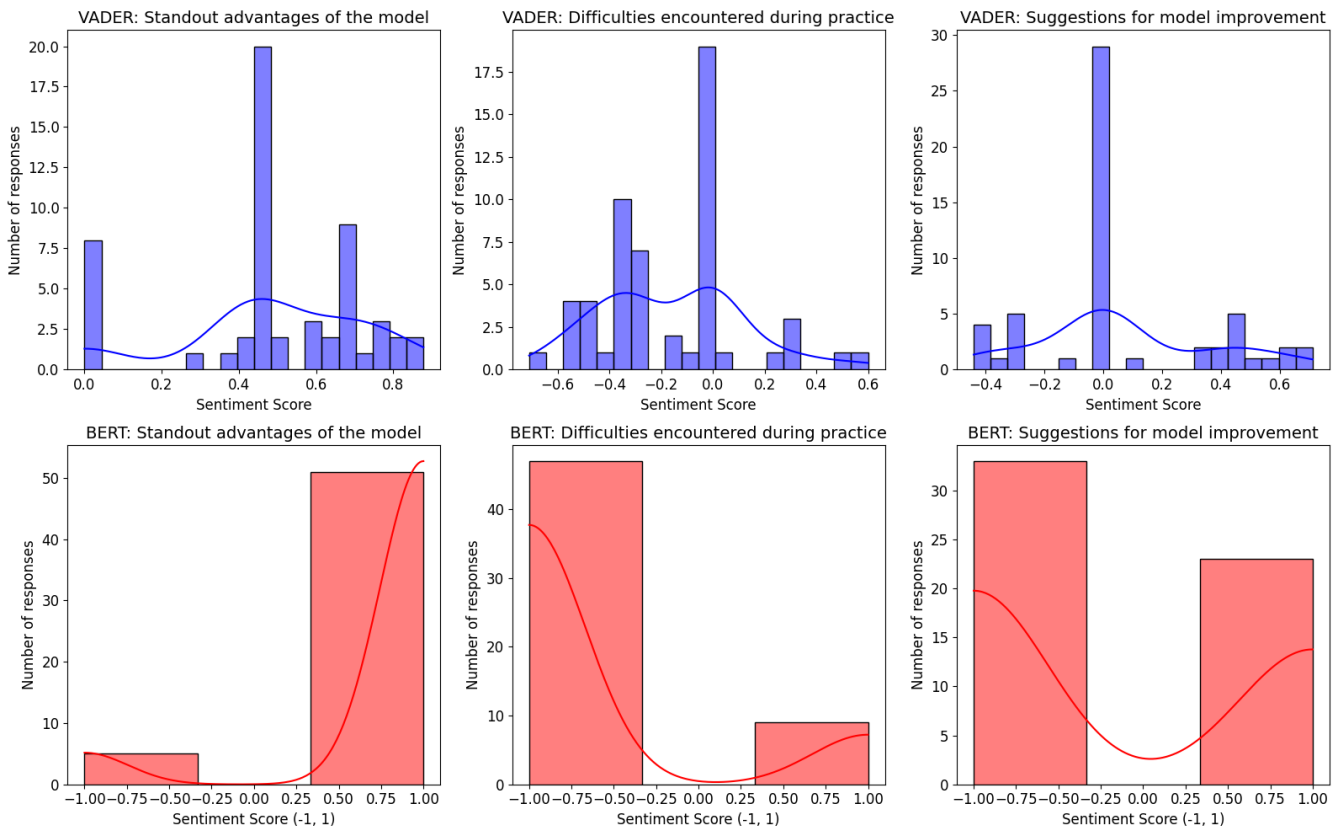 VADER: Standout advantages of the model
20.0
17.5
15.0
12.5
10.0
7.5
5.0
2.5
0.0
Number of responses
0.0 0.2 0.4 0.6 0.8
Sentiment Score
VADER: Difficulties encountered during practice
17.5
15.0
12.5
10.0
7.5
5.0
2.5
0.0
Number of responses
−0.6 −0.4 −0.2 0.0 0.2 0.4 0.6
Sentiment Score
VADER: Suggestions for model improvement
30
25
20
15
10
5
0
Number of responses
−0.4 −0.2 0.0 0.2 0.4 0.6
Sentiment Score
BERT: Standout advantages of the model
50
40
30
20
10
0
Number of responses
−1.00 −0.75 −0.50 −0.25 0.00 0.25 0.50 0.75 1.00
Sentiment Score (-1, 1)
BERT: Difficulties encountered during practice
40
30
20
10
0
Number of responses
−1.00 −0.75 −0.50 −0.25 0.00 0.25 0.50 0.75 1.00
Sentiment Score (-1, 1)
BERT: Suggestions for model improvement
30
25
20
15
10
5
0
Number of responses
−1.00 −0.75 −0.50 −0.25 0.00 0.25 0.50 0.75 1.00
Sentiment Score (-1, 1)